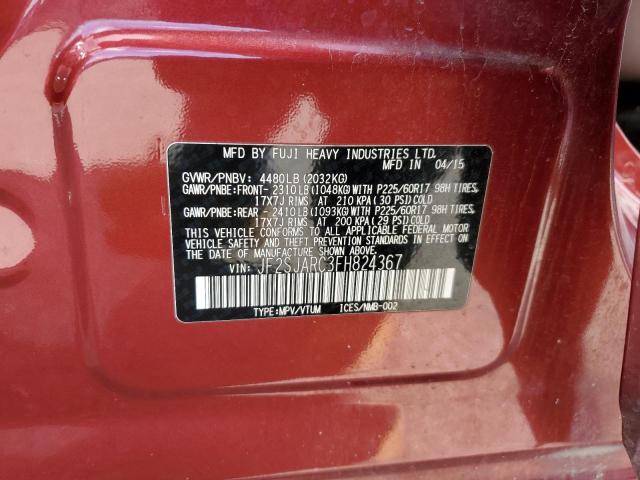 MFD BY FUJI HEAVY INDUSTRIES LTD.
MFD IN 04/15
GVWR/PNBV: 4480LB (2032KG)
GAWR/PNBE:FRONT- 2310LB (1048KG) WITH P225/60R17 98H TIRES,
17X7J RIMS AT 210 KPA (30 PSI) COLD
GAWR/PNBE:REAR - 2410LB (1093KG) WITH P225/60R17 98H TIRES,
17X7J RIMS AT 200 KPA (29 PSI) COLD
THIS VEHICLE CONFORMS TO ALL APPLICABLE FEDERAL MOTOR
VEHICLE SAFETY AND THEFT PREVENTION STANDARDS IN EFFECT ON
THE DATE OF MANUFACTURE SHOWN ABOVE.
VIN: JF2SJARC3FH824367
TYPE:MPV/VTUM ICES/NMB-002